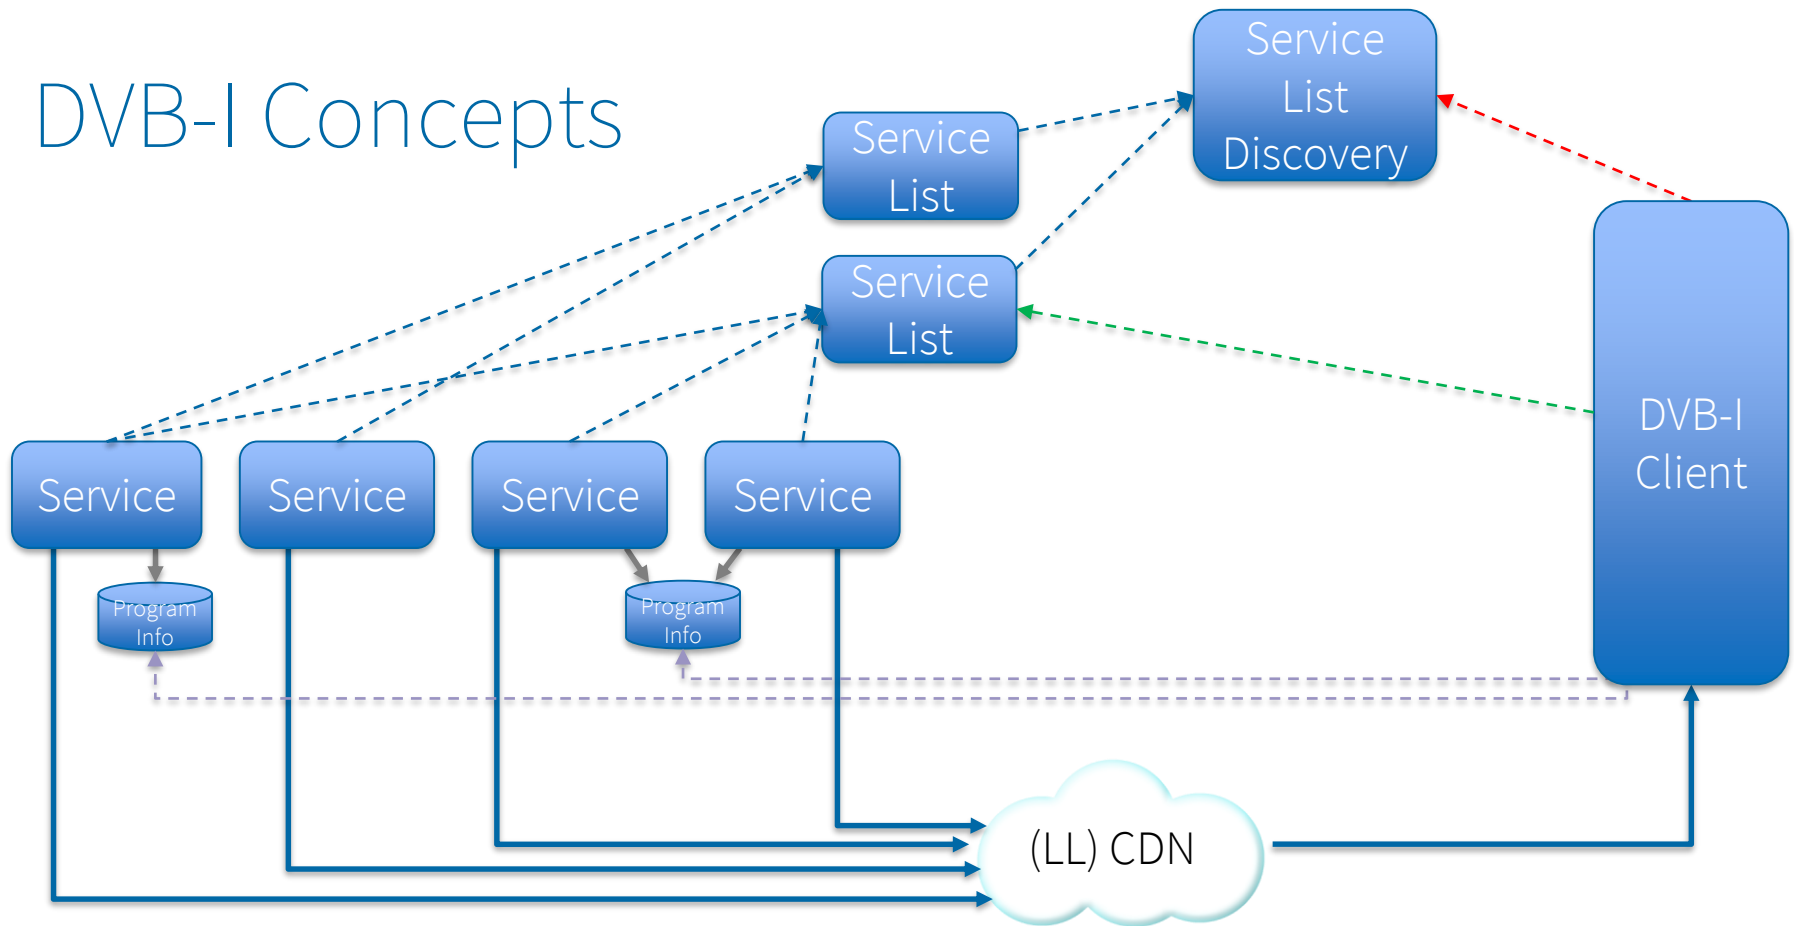 DVB-I Concepts
Service
List
Discovery
Service
List
Service
List
DVB-I
Client
Service
Service
Service
Service
Program
Info
Program
Info
(LL) CDN